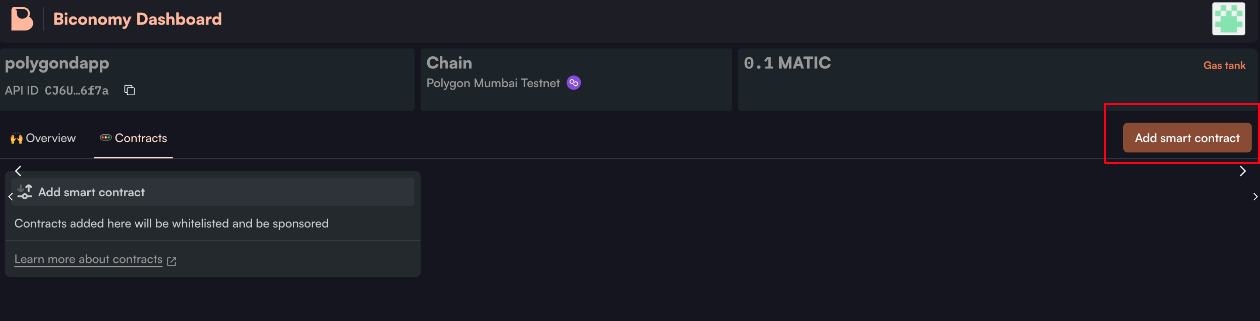 Biconomy Dashboard
polygondapp
API ID CJ6U…6f7a
Chain
Polygon Mumbai Testnet
0.1 MATIC
Gas tank
Overview
Contracts
Add smart contract
Add smart contract
Contracts added here will be whitelisted and be sponsored
Learn more about contracts